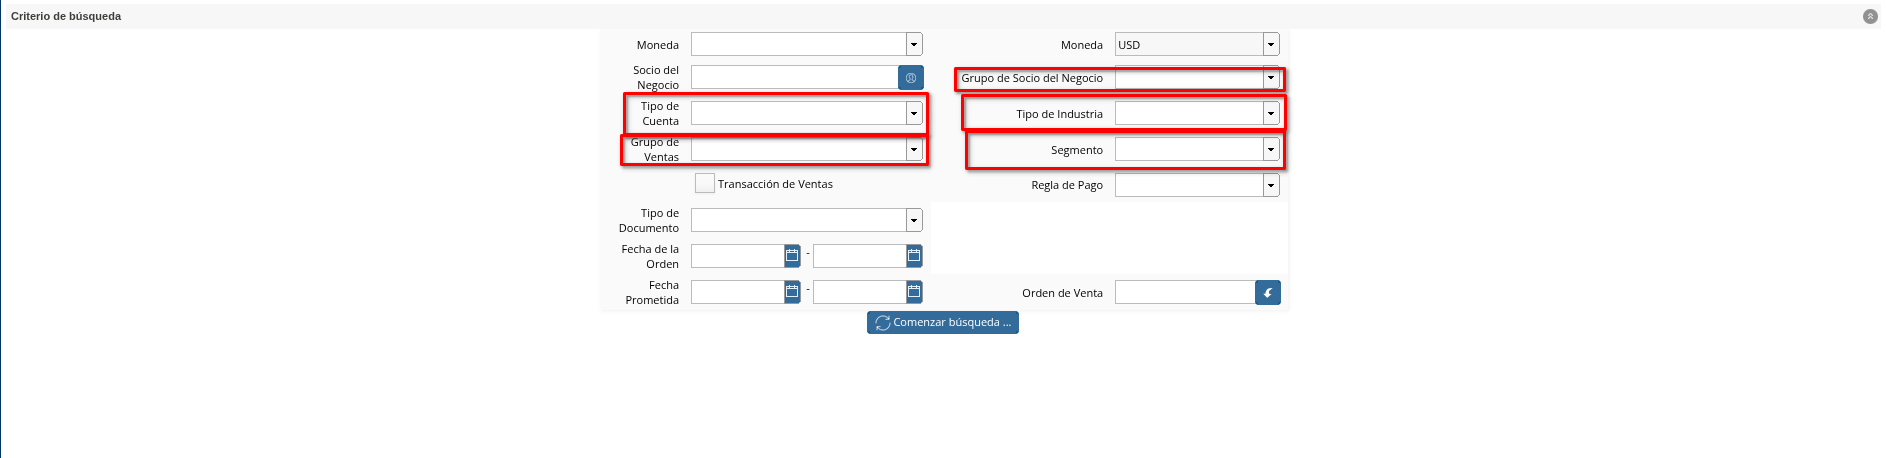 Criterio de búsqueda
Moneda
Moneda USD
Socio del
Negocio
Grupo de Socio del Negocio
Tipo de
Cuenta
Tipo de Industria
Grupo de
Ventas
Segmento
Transacción de Ventas
Regla de Pago
Tipo de
Documento
Fecha de la
Orden
-
Fecha
Prometida
-
Orden de Venta
Comenzar búsqueda ...